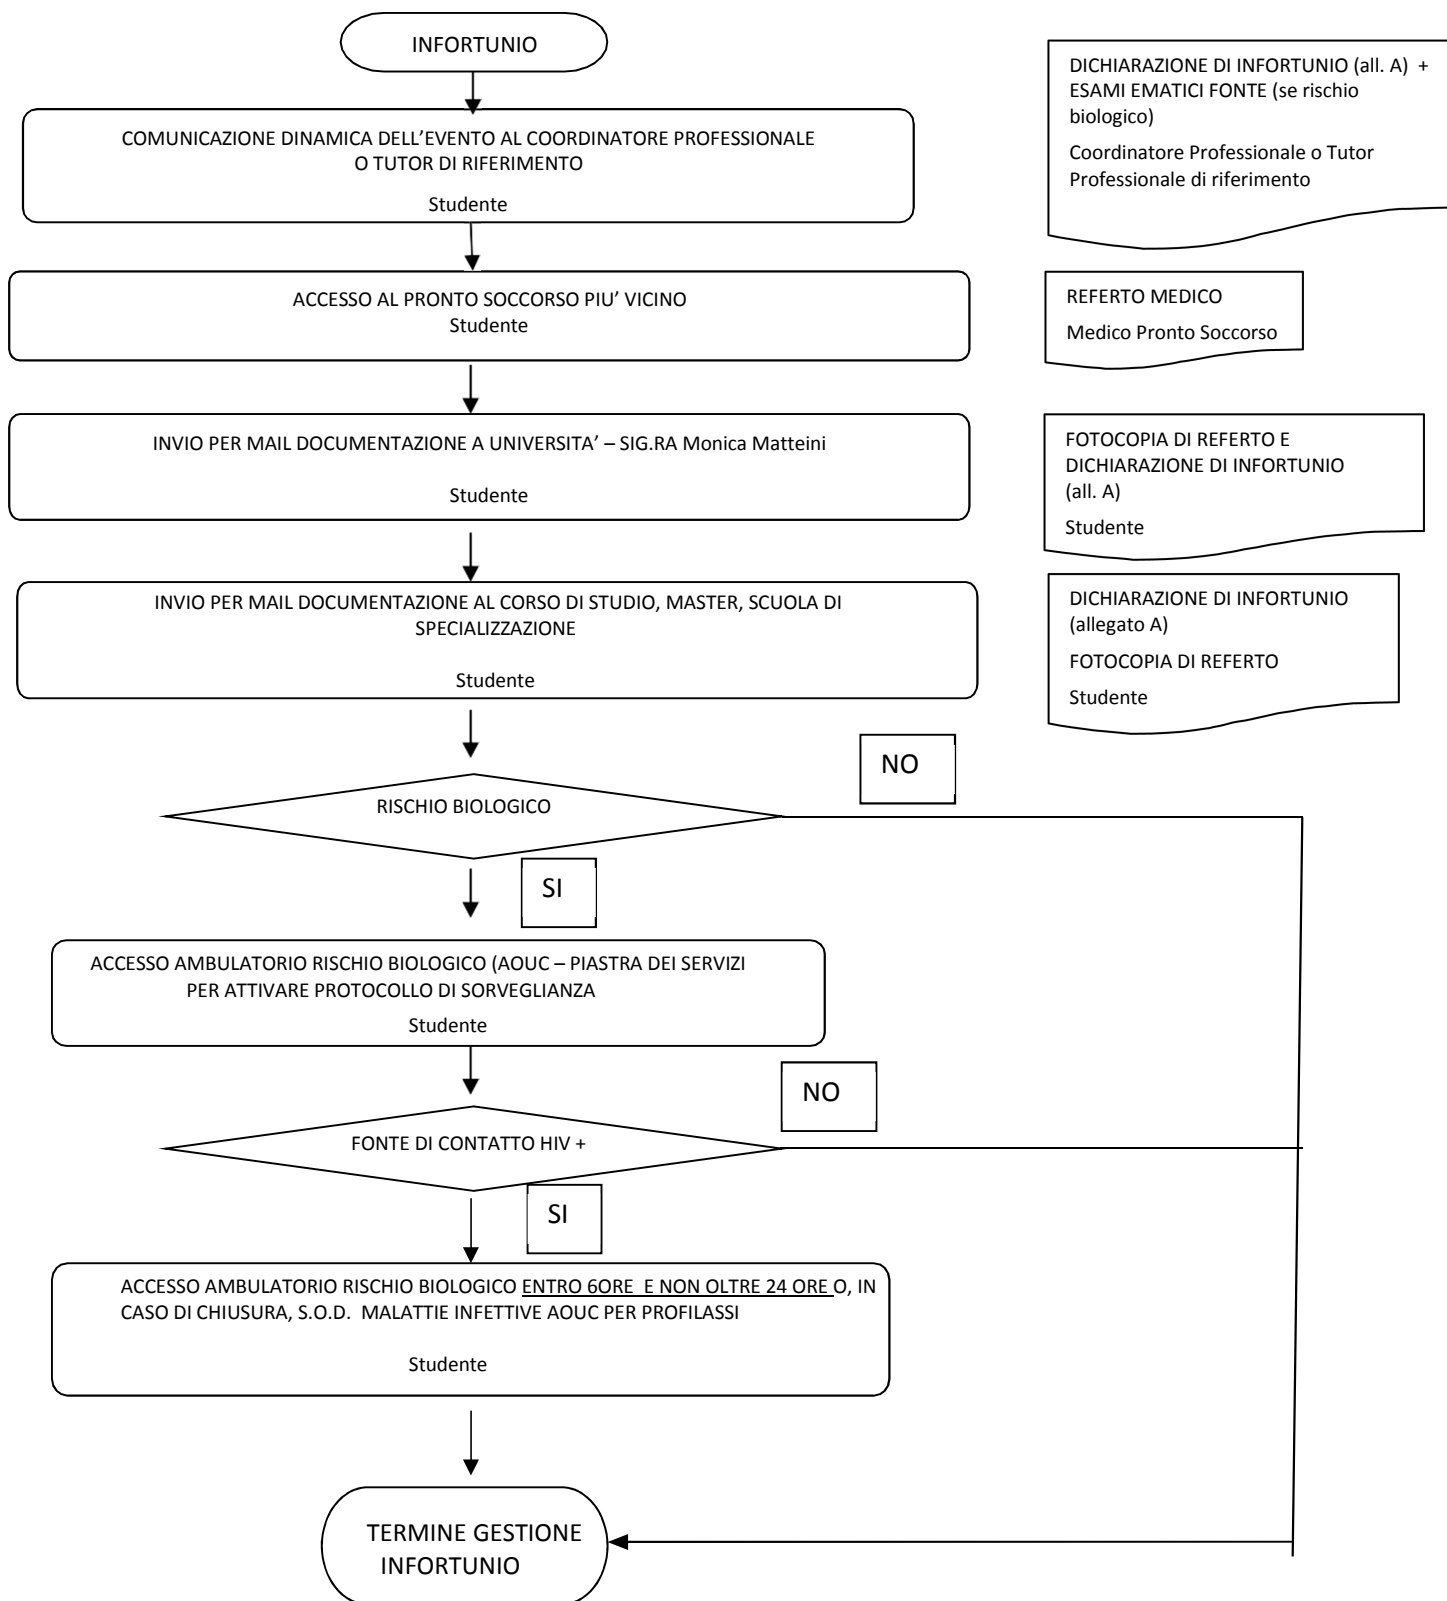 INFORTUNIO
DICHIARAZIONE DI INFORTUNIO (all. A)  +
ESAMI EMATICI FONTE (se rischio
biologico)
Coordinatore Professionale o Tutor
Professionale di riferimento
COMUNICAZIONE DINAMICA DELL’EVENTO AL COORDINATORE PROFESSIONALE
O TUTOR DI RIFERIMENTO
Studente
ACCESSO AL PRONTO SOCCORSO PIU’ VICINO
Studente
REFERTO MEDICO
Medico Pronto Soccorso
INVIO PER MAIL DOCUMENTAZIONE A UNIVERSITA’ – SIG.RA Monica Matteini
Studente
FOTOCOPIA DI REFERTO E
DICHIARAZIONE DI INFORTUNIO
(all. A)
Studente
INVIO PER MAIL DOCUMENTAZIONE AL CORSO DI STUDIO, MASTER, SCUOLA DI
SPECIALIZZAZIONE
Studente
DICHIARAZIONE DI INFORTUNIO
(allegato A)
FOTOCOPIA DI REFERTO
Studente
NO
RISCHIO BIOLOGICO
SI
ACCESSO AMBULATORIO RISCHIO BIOLOGICO (AOUC – PIASTRA DEI SERVIZI
PER ATTIVARE PROTOCOLLO DI SORVEGLIANZA
Studente
NO
FONTE DI CONTATTO HIV +
SI
ACCESSO AMBULATORIO RISCHIO BIOLOGICO ENTRO 6ORE  E NON OLTRE 24 ORE O, IN
CASO DI CHIUSURA, S.O.D.  MALATTIE INFETTIVE AOUC PER PROFILASSI
Studente
TERMINE GESTIONE
INFORTUNIO